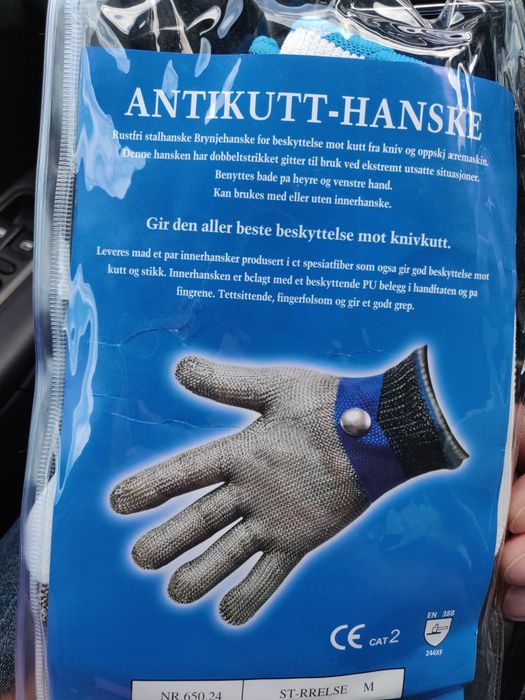 ANTIKUTT-HANSKE
Rustfri stalhanske Brynjehanske for beskyttelse mot kutt fra kniv og oppskj æremaskin.
Denne hansken har dobbeltstrikket gitter til bruk ved ekstremt utsatte situasjoner.
Benyttes bade pa høyre og venstre hand.
Kan brukes med eller uten innerhanske.
Gir den aller beste beskyttelse mot knivkutt.
Leveres mad et par innerhansker produsert i ct spesiatfiber som ogsa gir god beskyttelse mot
kutt og stikk. Innerhansken er bclagt med et beskyttende PU belegg i handftaten og pa
fingrene. Tettsittende, fingerfolsom og gir et godt grep.
CE CAT 2
EN 388
244XF
NR.650.24
ST-RRELSE M